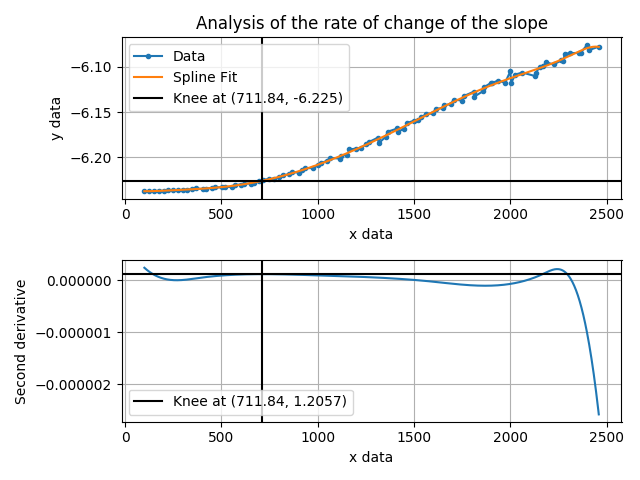 Analysis of the rate of change of the slope
Data
Spline Fit
Knee at (711.84, -6.225)
−6.10
−6.15
−6.20
y data
0 500 1000 1500 2000 2500
x data
0.000000
−0.000001
−0.000002
Second derivative
Knee at (711.84, 1.2057)
0 500 1000 1500 2000 2500
x data